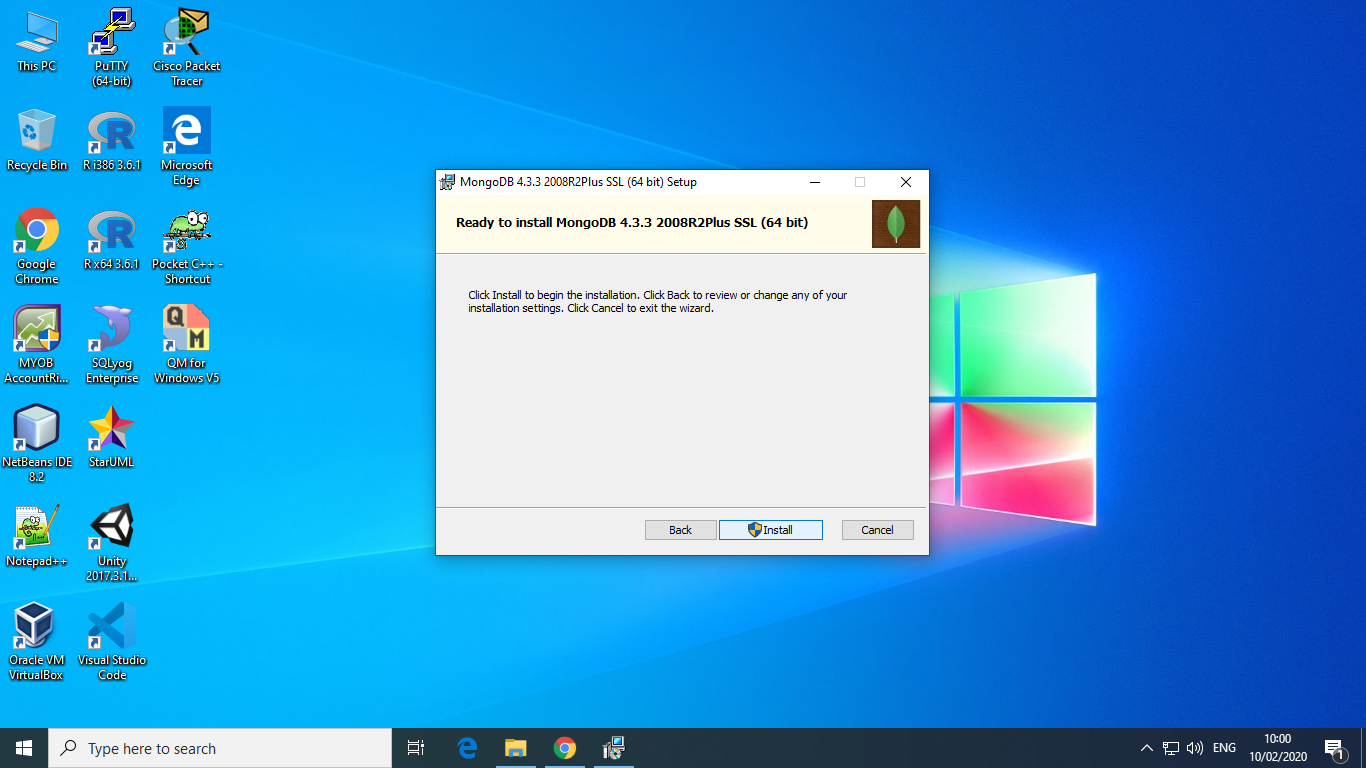 This PC
PuTTY
(64-bit)
Cisco Packet
Tracer
Recycle Bin
R i386 3.6.1
Microsoft
Edge
Google
Chrome
R x64 3.6.1
Pocket C++ -
Shortcut
MYOB
AccountRi...
SQLyog
Enterprise
QM for
Windows V5
NetBeans IDE
8.2
StarUML
Notepad++
Unity
2017.3.1...
Oracle VM
VirtualBox
Visual Studio
Code
MongoDB 4.3.3 2008R2Plus SSL (64 bit) Setup
Ready to install MongoDB 4.3.3 2008R2Plus SSL (64 bit)
Click Install to begin the installation. Click Back to review or change any of your
installation settings. Click Cancel to exit the wizard.
Back
Install
Cancel
Type here to search
ENG
10:00
10/02/2020
1